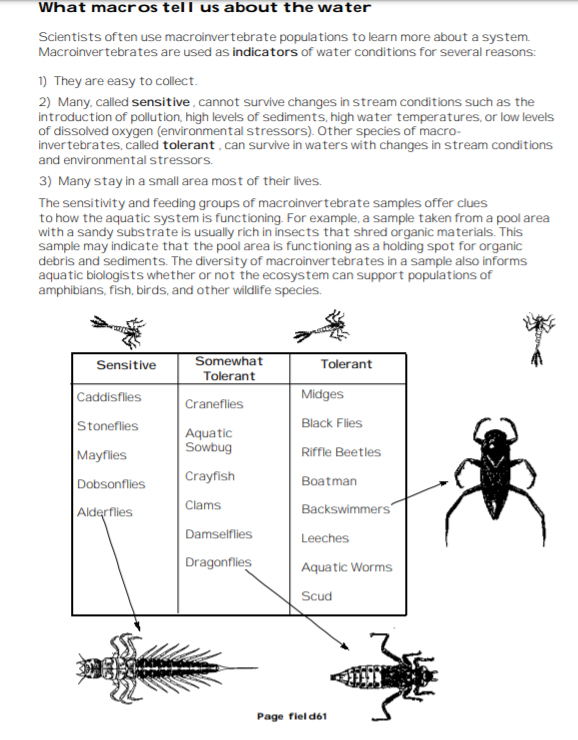 What macros tell us about the water
Scientists often use macroinvertebrate populations to learn more about a system.
Macroinvertebrates are used as indicators of water conditions for several reasons:
1) They are easy to collect.
2) Many, called sensitive , cannot survive changes in stream conditions such as the
introduction of pollution, high levels of sediments, high water temperatures, or low levels
of dissolved oxygen (environmental stressors). Other species of macro-
invertebrates, called tolerant , can survive in waters with changes in stream conditions
and environmental stressors.
3) Many stay in a small area most of their lives.
The sensitivity and feeding groups of macroinvertebrate samples offer clues
to how the aquatic system is functioning. For example, a sample taken from a pool area
with a sandy substrate is usually rich in insects that shred organic materials. This
sample may indicate that the pool area is functioning as a holding spot for organic
debris and sediments. The diversity of macroinvertebrates in a sample also informs
aquatic biologists whether or not the ecosystem can support populations of
amphibians, fish, birds, and other wildlife species.
Sensitive
Caddisflies
Stoneflies
Mayflies
Dobsonflies
Alderflies
Somewhat
Tolerant
Craneflies
Aquatic
Sowbug
Crayfish
Clams
Damselflies
Dragonflies
Tolerant
Midges
Black Flies
Riffle Beetles
Boatman
Backswimmers
Leeches
Aquatic Worms
Scud
Page field61